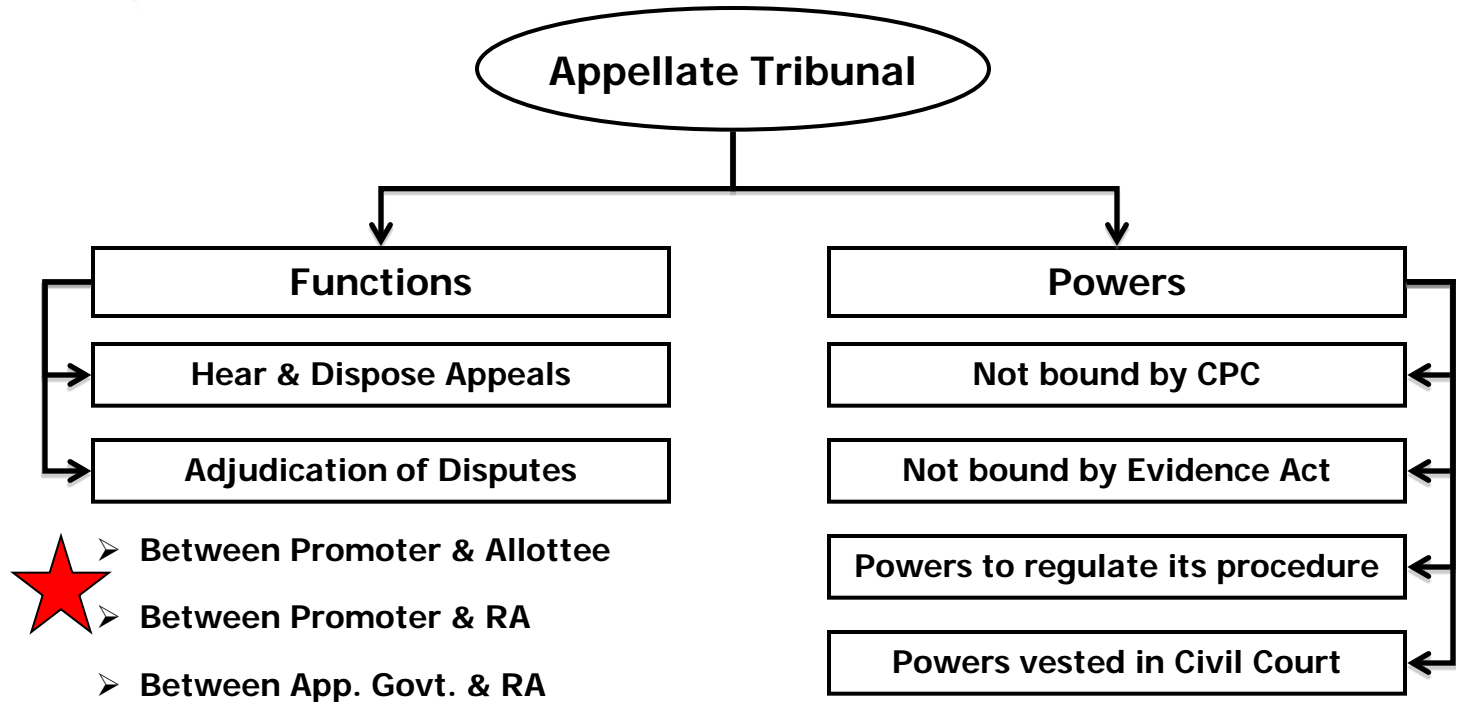 Appellate Tribunal
Functions
Hear & Dispose Appeals
Adjudication of Disputes
➢ Between Promoter & Allottee
➢ Between Promoter & RA
➢ Between App. Govt. & RA
Powers
Not bound by CPC
Not bound by Evidence Act
Powers to regulate its procedure
Powers vested in Civil Court